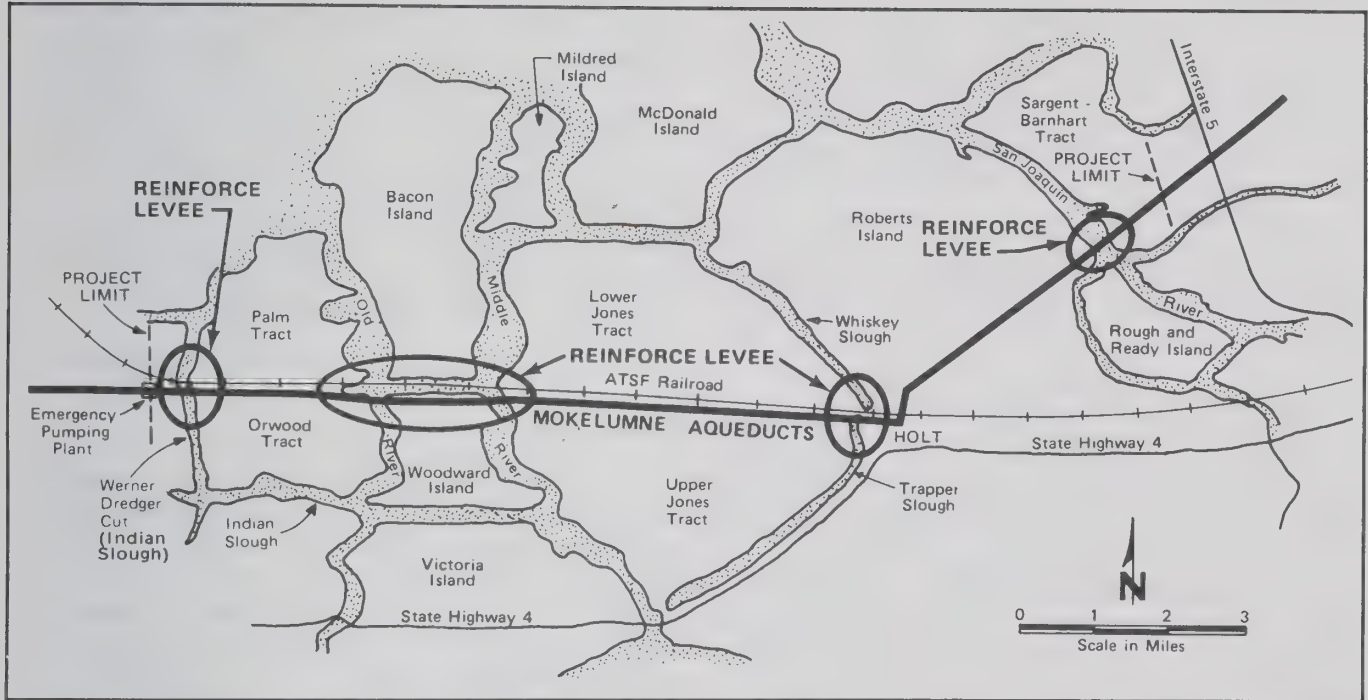 Mildred
Island
McDonald
Island
Interstate 5
Sargent -
Barnhart
Tract
San Joaquin
PROJECT
LIMIT
REINFORCE
LEVEE
Bacon
Island
Roberts
Island
REINFORCE
LEVEE
PROJECT
LIMIT
Palm
Tract
Old
Middle
Lower
Jones
Tract
Whiskey
Slough
River
Rough and
Ready Island
REINFORCE LEVEE
ATSF Railroad
Emergency
Pumping
Plant
Orwood
Tract
MOKELUMNE AQUEDUCTS
HOLT
State Highway 4
River
River
Woodward
Island
Werner
Dredger
Cut
(Indian
Slough)
Indian
Slough
Upper
Jones
Tract
Trapper
Slough
Victoria
Island
State Highway 4
N
0 1 2 3
Scale in Miles